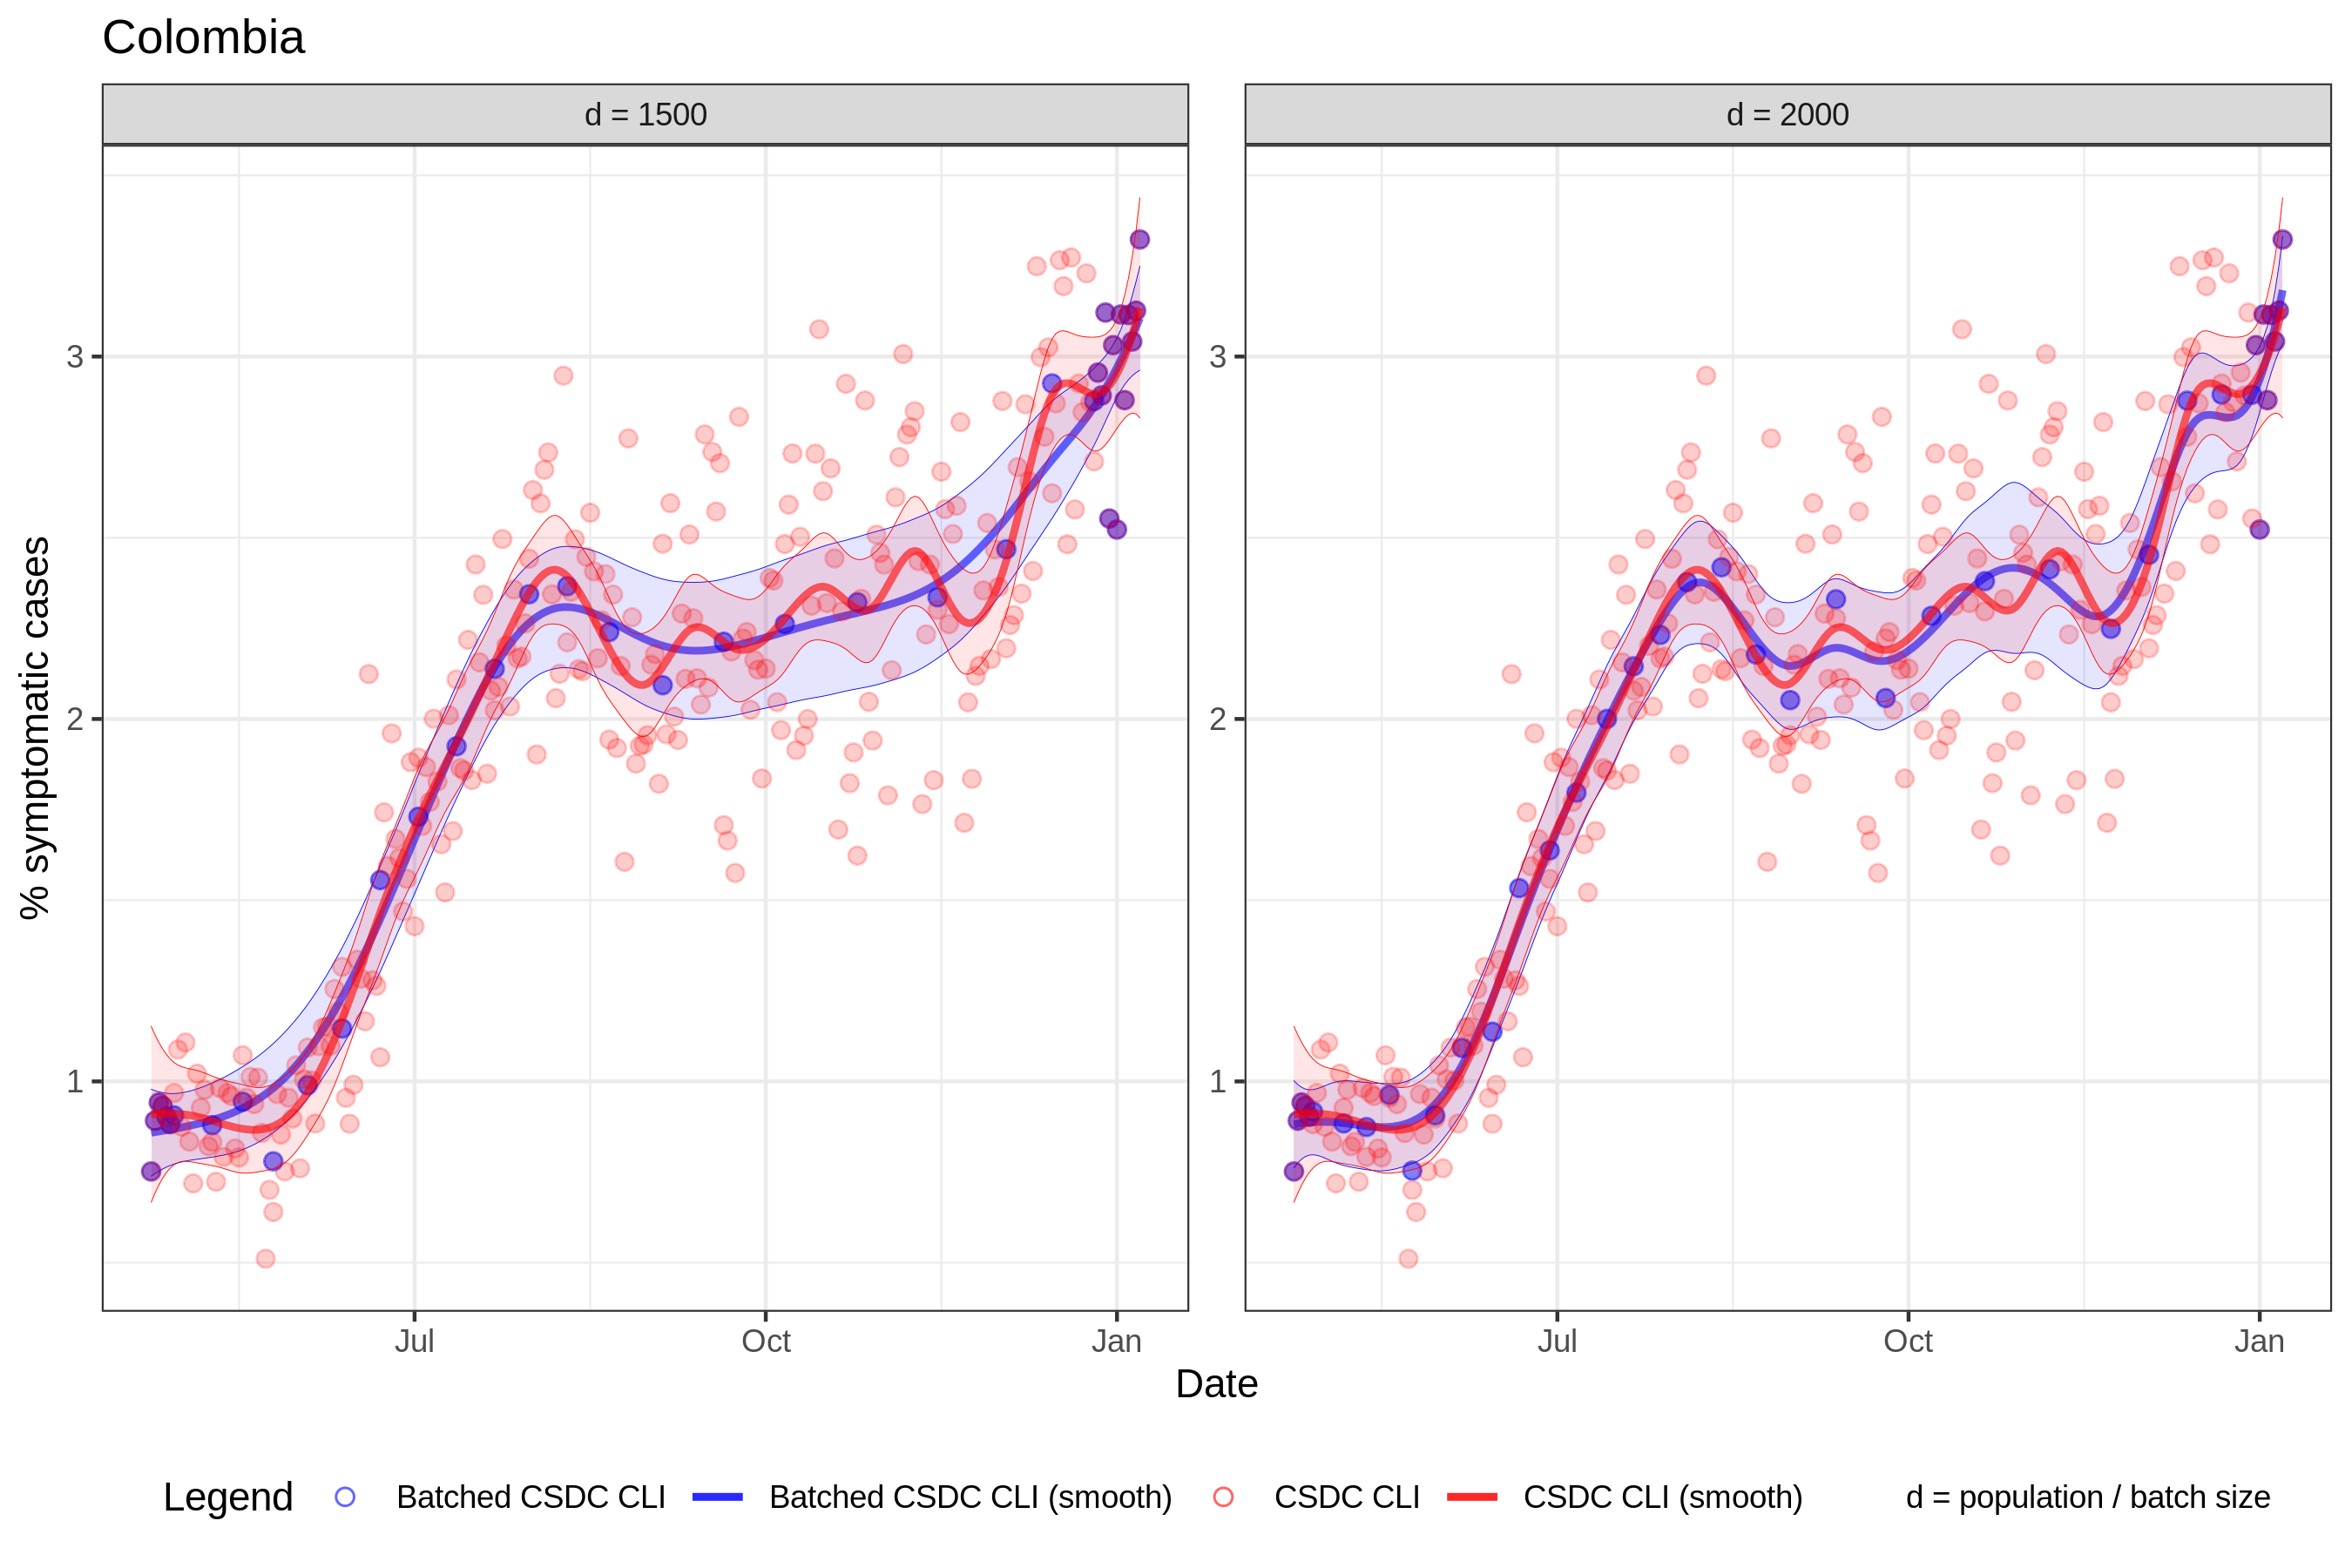 Colombia
d = 1500
d = 2000
% symptomatic cases
3
2
1
3
2
1
Jul
Oct
Jan
Jul
Oct
Jan
Date
Legend
Batched CSDC CLI
Batched CSDC CLI (smooth)
CSDC CLI
CSDC CLI (smooth)
d = population / batch size